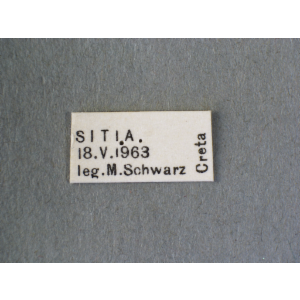 SITIA.
18.V.1963
leg.M.Schwarz
Creta